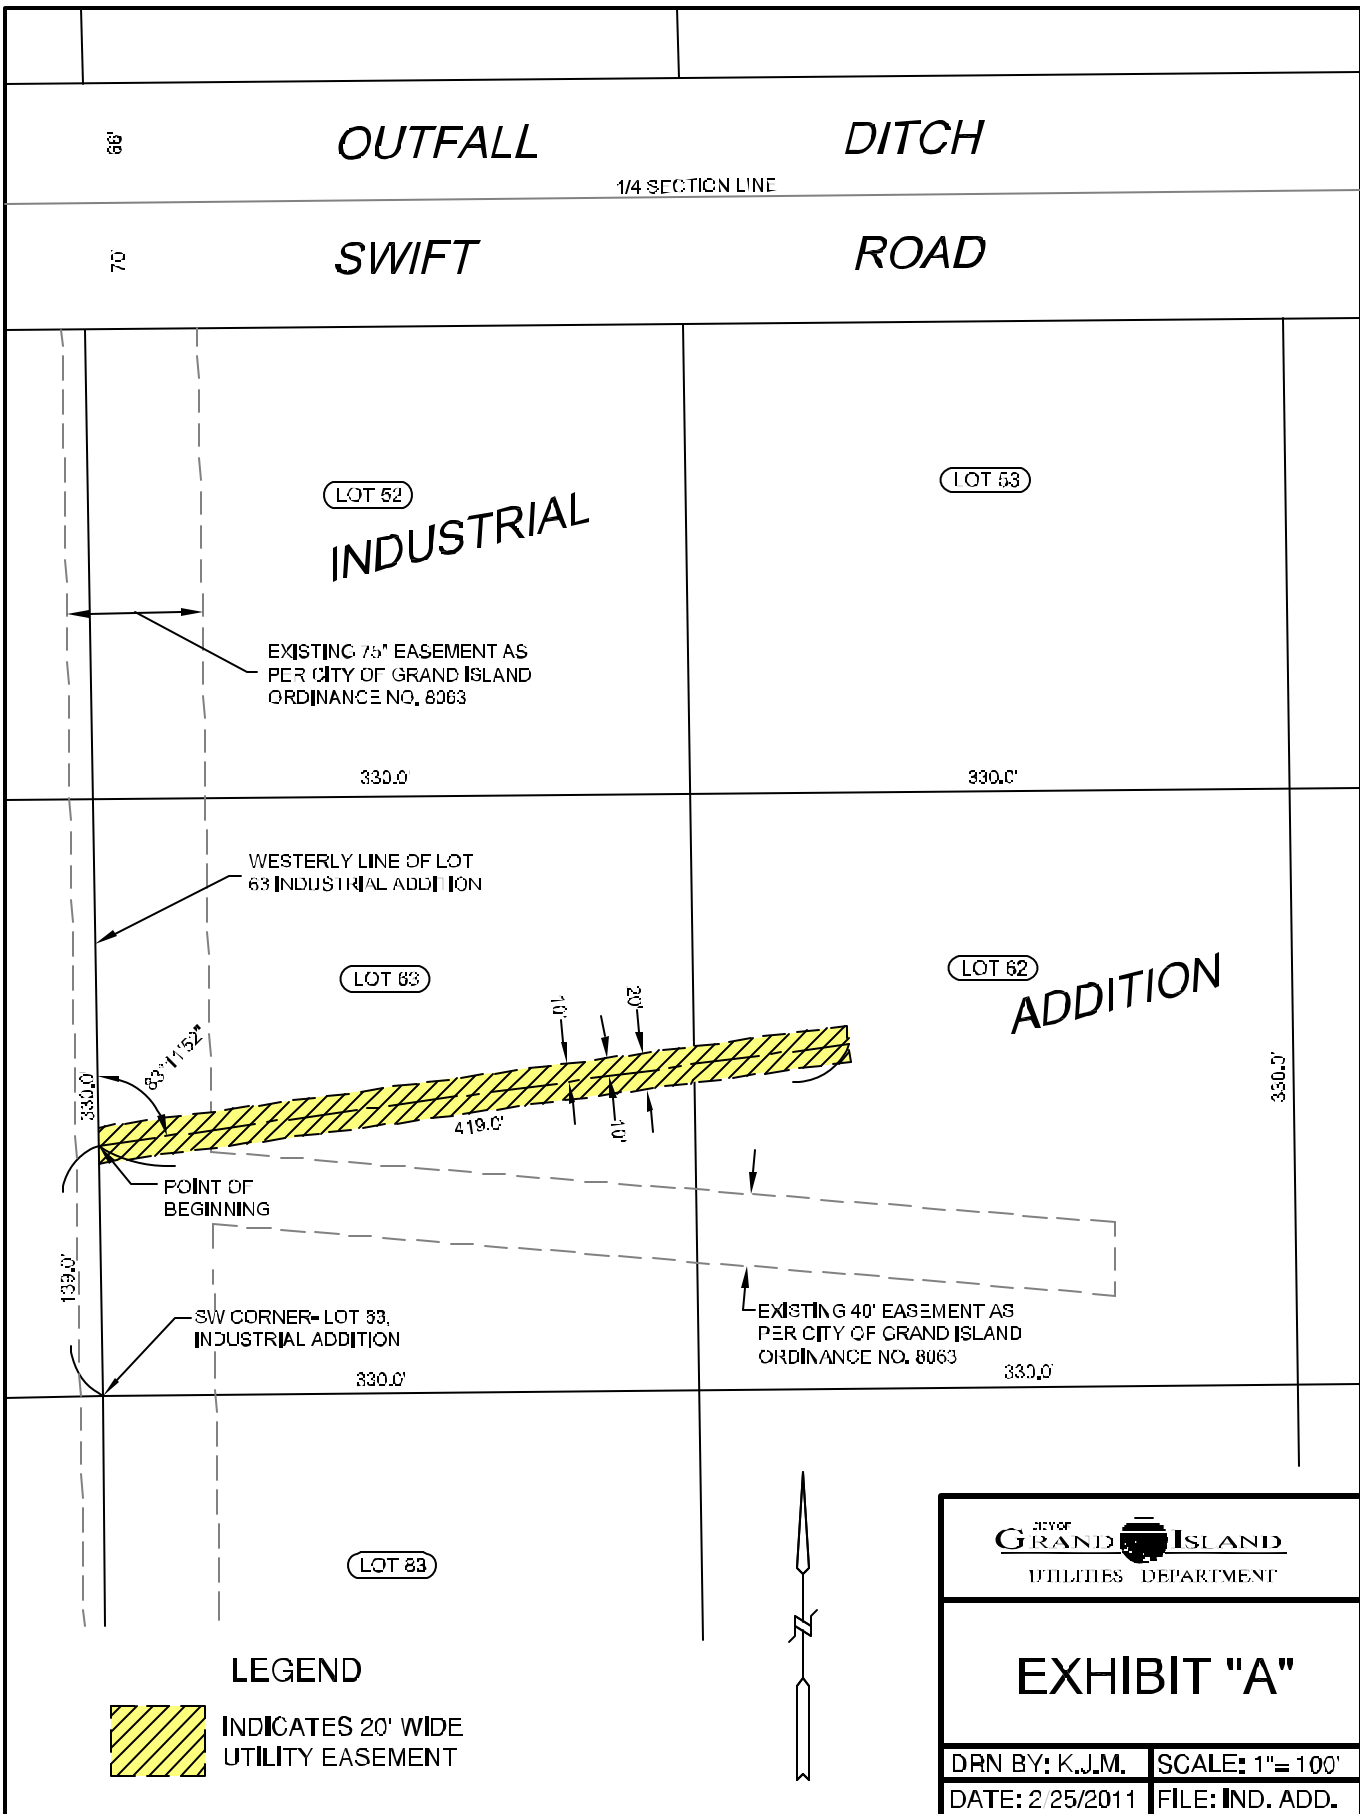 66'
OUTFALL DITCH
1/4 SECTION LINE
70'
SWIFT ROAD
LOT 53
LOT 52
INDUSTRIAL
EXISTING 75" EASEMENT AS
PER CITY OF GRAND ISLAND
ORDINANCE NO. 8063
330.0'
330.0'
WESTERLY LINE OF LOT
63 INDUSTRIAL ADDITION
LOT 62
LOT 63
ADDITION
10'
20'
83°11'52"
330.0'
330.0'
419.0'
10'
POINT OF
BEGINNING
139.0'
SW CORNER- LOT
INDUSTRIAL ADDITION
EXISTING 40' EASEMENT AS
PER CITY OF GRAND ISLAND
ORDINANCE NO. 8063
330.0'
330.0'
LOT 83
CITY OF
GRAND ISLAND
UTILITIES DEPARTMENT
LEGEND
EXHIBIT "A"
INDICATES 20' WIDE
UTILITY EASEMENT
DRN BY: K.J.M.
SCALE: 1"= 100'
DATE: 2/25/2011
FILE: IND. ADD.